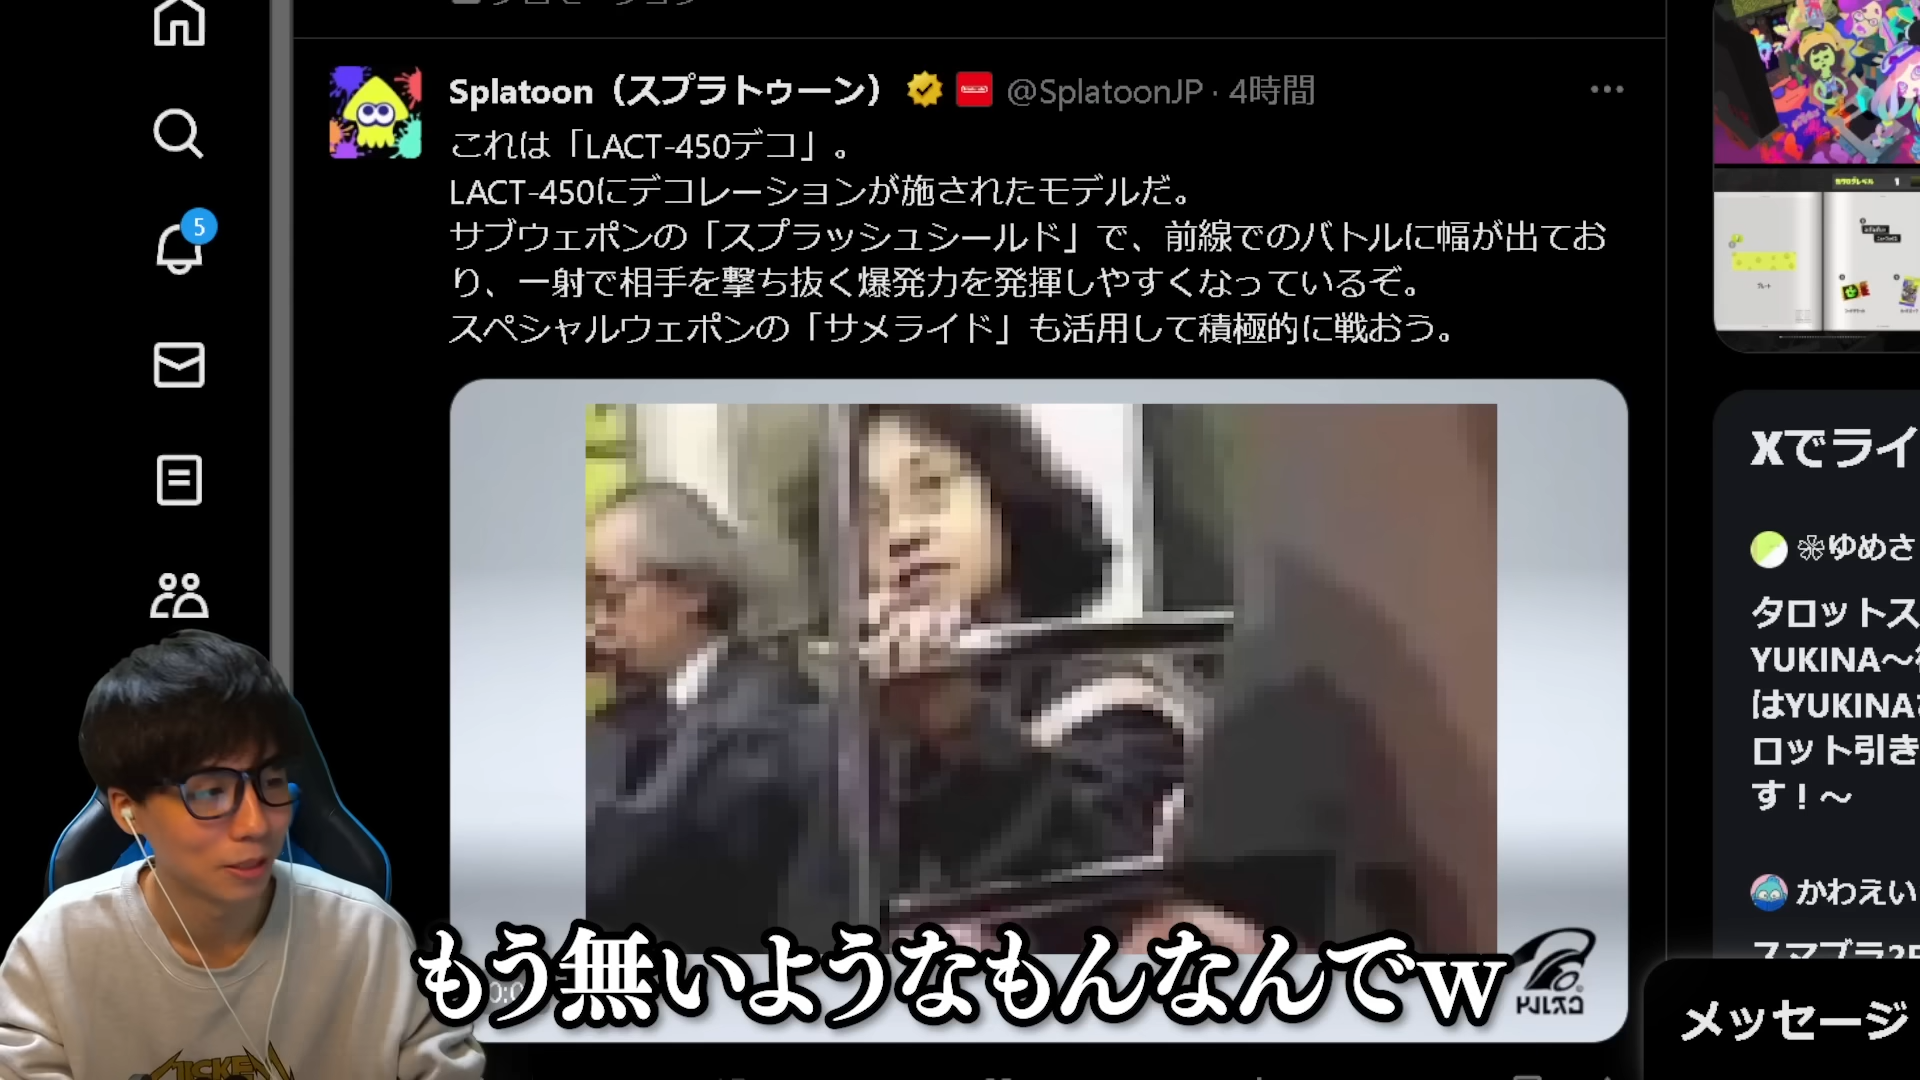 Splatoon（スプラトゥーン） @SplatoonJP · 4時間
これは「LACT-450デコ」。
LACT-450にデコレーションが施されたモデルだ。
サブウェポンの「スプラッシュシールド」で、前線でのバトルに幅が出てお
り、一射で相手を撃ち抜く爆発力を発揮しやすくなっているぞ。
スペシャルウェポンの「サメライド」も活用して積極的に戦おう。
5
Xでライ
❊ゆめさ
タロットス
YUKINA～
はYUKINA
ロット引き
す！～
かわえい
スマブラ
もう無いようなもんなんでw
メッセージ